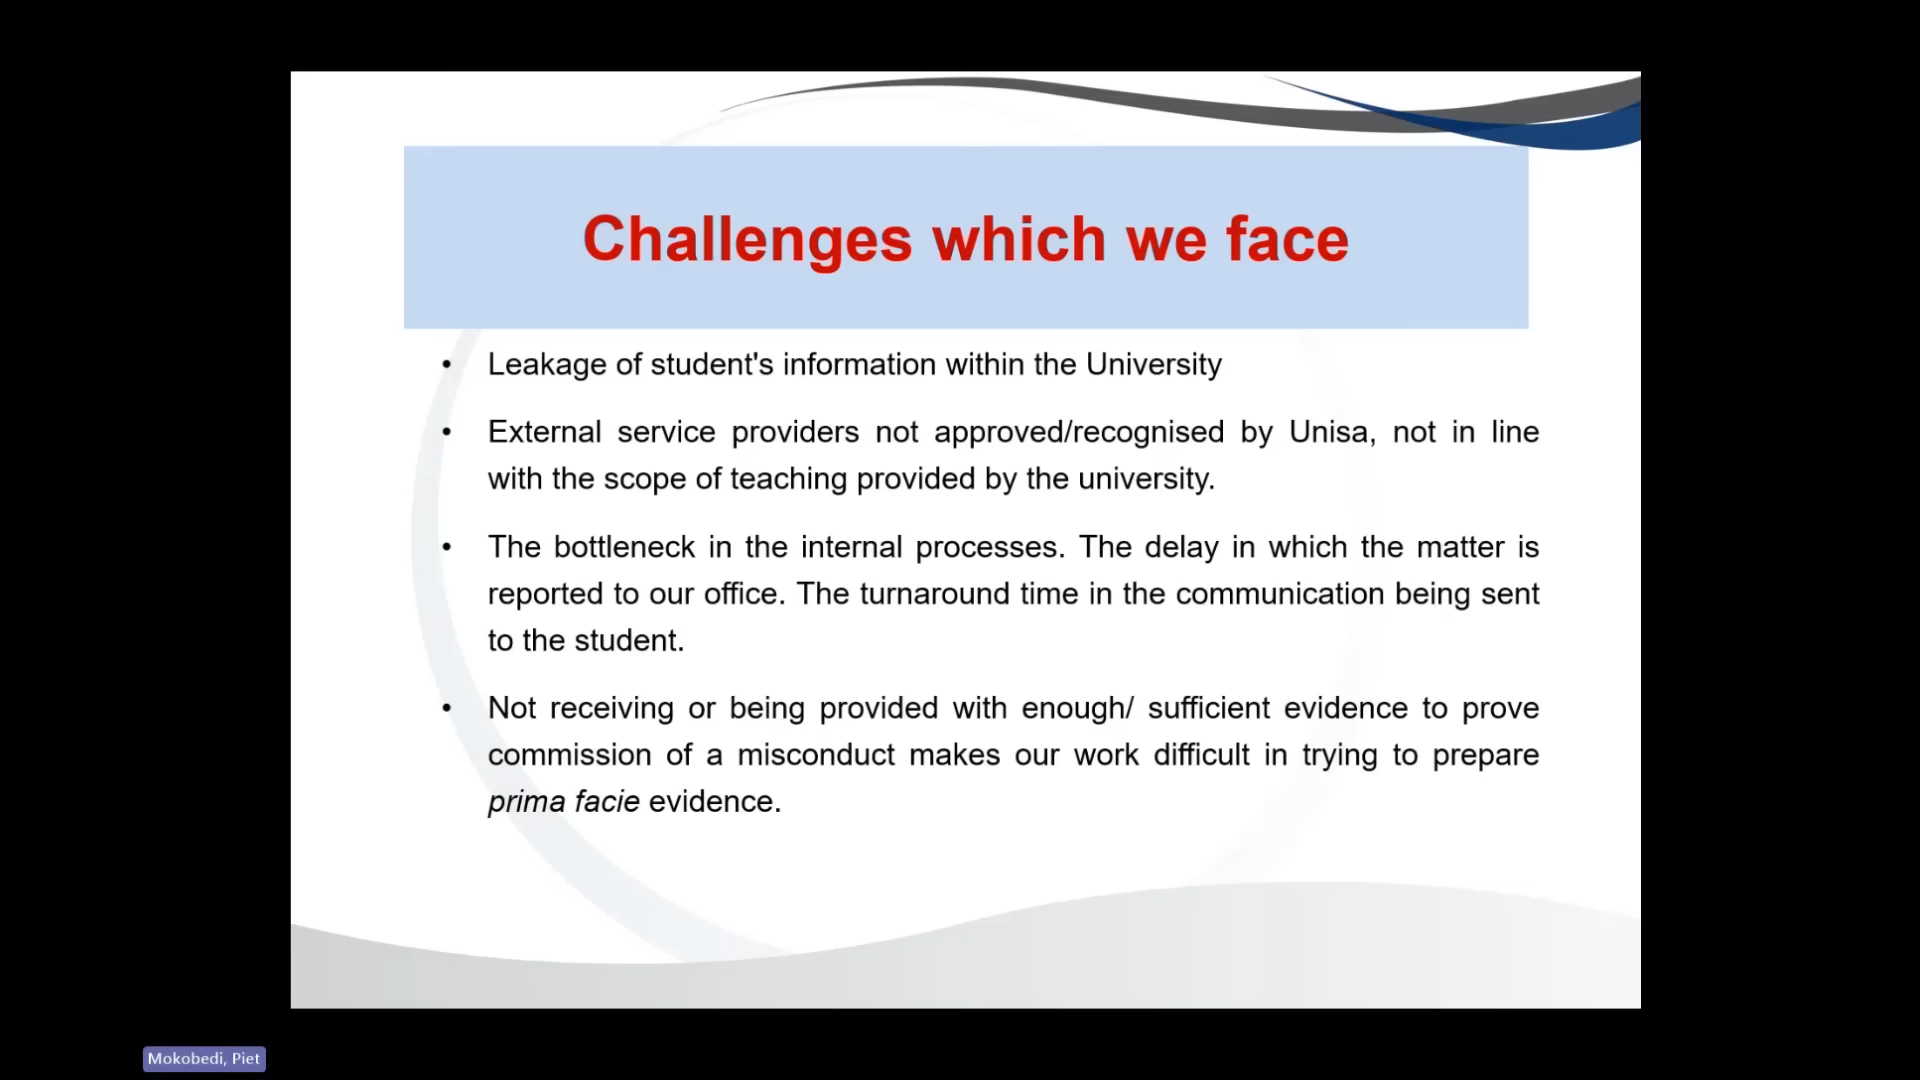 Challenges which we face
• Leakage of student's information within the University
• External service providers not approved/recognised by Unisa, not in line
with the scope of teaching provided by the university.
• The bottleneck in the internal processes. The delay in which the matter is
reported to our office. The turnaround time in the communication being sent
to the student.
• Not receiving or being provided with enough/ sufficient evidence to prove
commission of a misconduct makes our work difficult in trying to prepare
prima facie evidence.
Mokobedi, Piet